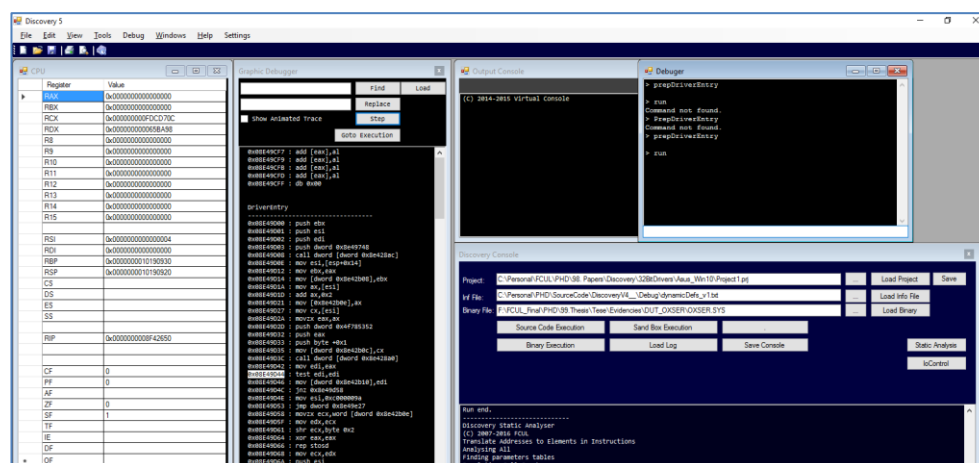 Discovery 5
File Edit View Tools Debug Windows Help Settings
CPU
Register Value
RAX 0x0000000000000000
RBX 0x0000000000000000
RCX 0x000000000FDCD70C
RDX 0x000000000065BA98
R8 0x0000000000000000
R9 0x0000000000000000
R10 0x0000000000000000
R11 0x0000000000000000
R12 0x0000000000000000
R13 0x0000000000000000
R14 0x0000000000000000
R15 0x0000000000000000
RSI 0x0000000000000004
RDI 0x0000000000000000
RBP 0x0000000010190930
RSP 0x0000000010190920
CS
DS
ES
SS
RIP 0x0000000008F42650
CF 0
PF 0
AF
ZF 0
SF 1
TF
IE
DF
OF
Graphic Debugger
Find Load
Replace
Show Animated Trace Step
Goto Execution
0x08E49CF7 : add [eax],al
0x08E49CF9 : add [eax],al
0x08E49CFB : add [eax],al
0x08E49CFD : add [eax],al
0x08E49CFF : db 0x00
DriverEntry
--------------------------------
0x08E49D00 : push ebx
0x08E49D01 : push esi
0x08E49D02 : push edi
0x08E49D03 : push dword 0x8e49748
0x08E49D08 : call dword [dword 0x8e428ac]
0x08E49D0E : mov esi,[esp+0x14]
0x08E49D12 : mov ebx,eax
0x08E49D14 : mov [dword 0x8e42b08],ebx
0x08E49D1A : mov ax,[esi]
0x08E49D1D : add ax,0x2
0x08E49D21 : mov [dword 0x8e42b0e],ax
0x08E49D27 : mov cx,[esi]
0x08E49D2A : movzx eax,ax
0x08E49D2D : push dword 0x4f785352
0x08E49D32 : push eax
0x08E49D33 : push byte +0x1
0x08E49D35 : mov [dword 0x8e42b0c],cx
0x08E49D3C : call dword [dword 0x8e428a0]
0x08E49D42 : mov edi,eax
0x08E49D44 : test edi,edi
0x08E49D46 : mov [dword 0x8e42b10],edi
0x08E49D4C : jnz 0x8e49d58
0x08E49D4E : mov esi,0xc000009a
0x08E49D53 : jmp dword 0x8e49e27
0x08E49D58 : movzx ecx,word [dword 0x8e42b0e]
0x08E49D5F : mov edx,ecx
0x08E49D61 : shr ecx,byte 0x2
0x08E49D64 : xor eax,eax
0x08E49D66 : rep stosd
0x08E49D68 : mov ecx,edx
0x08E49D6A : push esi
Output Console
(C) 2014-2015 Virtual Console
Debuger
> prepDriverEntry
> run
Command not found.
> PrepDriverEntry
Command not found.
> prepDriverEntry
> run
Discovery Console
Project: C:\Personal\FCUL\PHD\98. Papers\Discovery\32BitDrivers\Asus_Win10\Project1.prj ... Load Project Save
Inf File: C:\Personal\PHD\SourceCode\DiscoveryV4__\Debug\dynamicDefs_v1.txt ... Load Info File
Binary File: F:\FCUL_Final\PHD\99.Thesis\Tese\Evidencies\DUT_OXSER\OXSER.SYS ... Load Binary
Source Code Execution Sand Box Execution .
Binary Execution Load Log Save Console Static Analysis
IoControl
Run end.
----------------------------
Discovery Static Analyser
(C) 2007-2016 FCUL
Translate Addresses to Elements in Instructions
Analysing All
Finding parameters tables